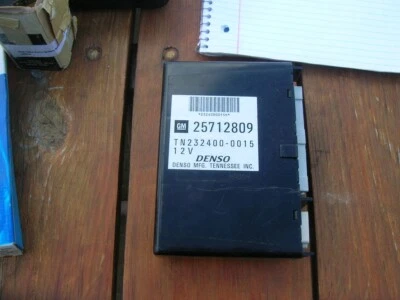 GM 25712809
TN232400-0015
12V
DENSO
DENSO MFG. TENNESSEE INC.